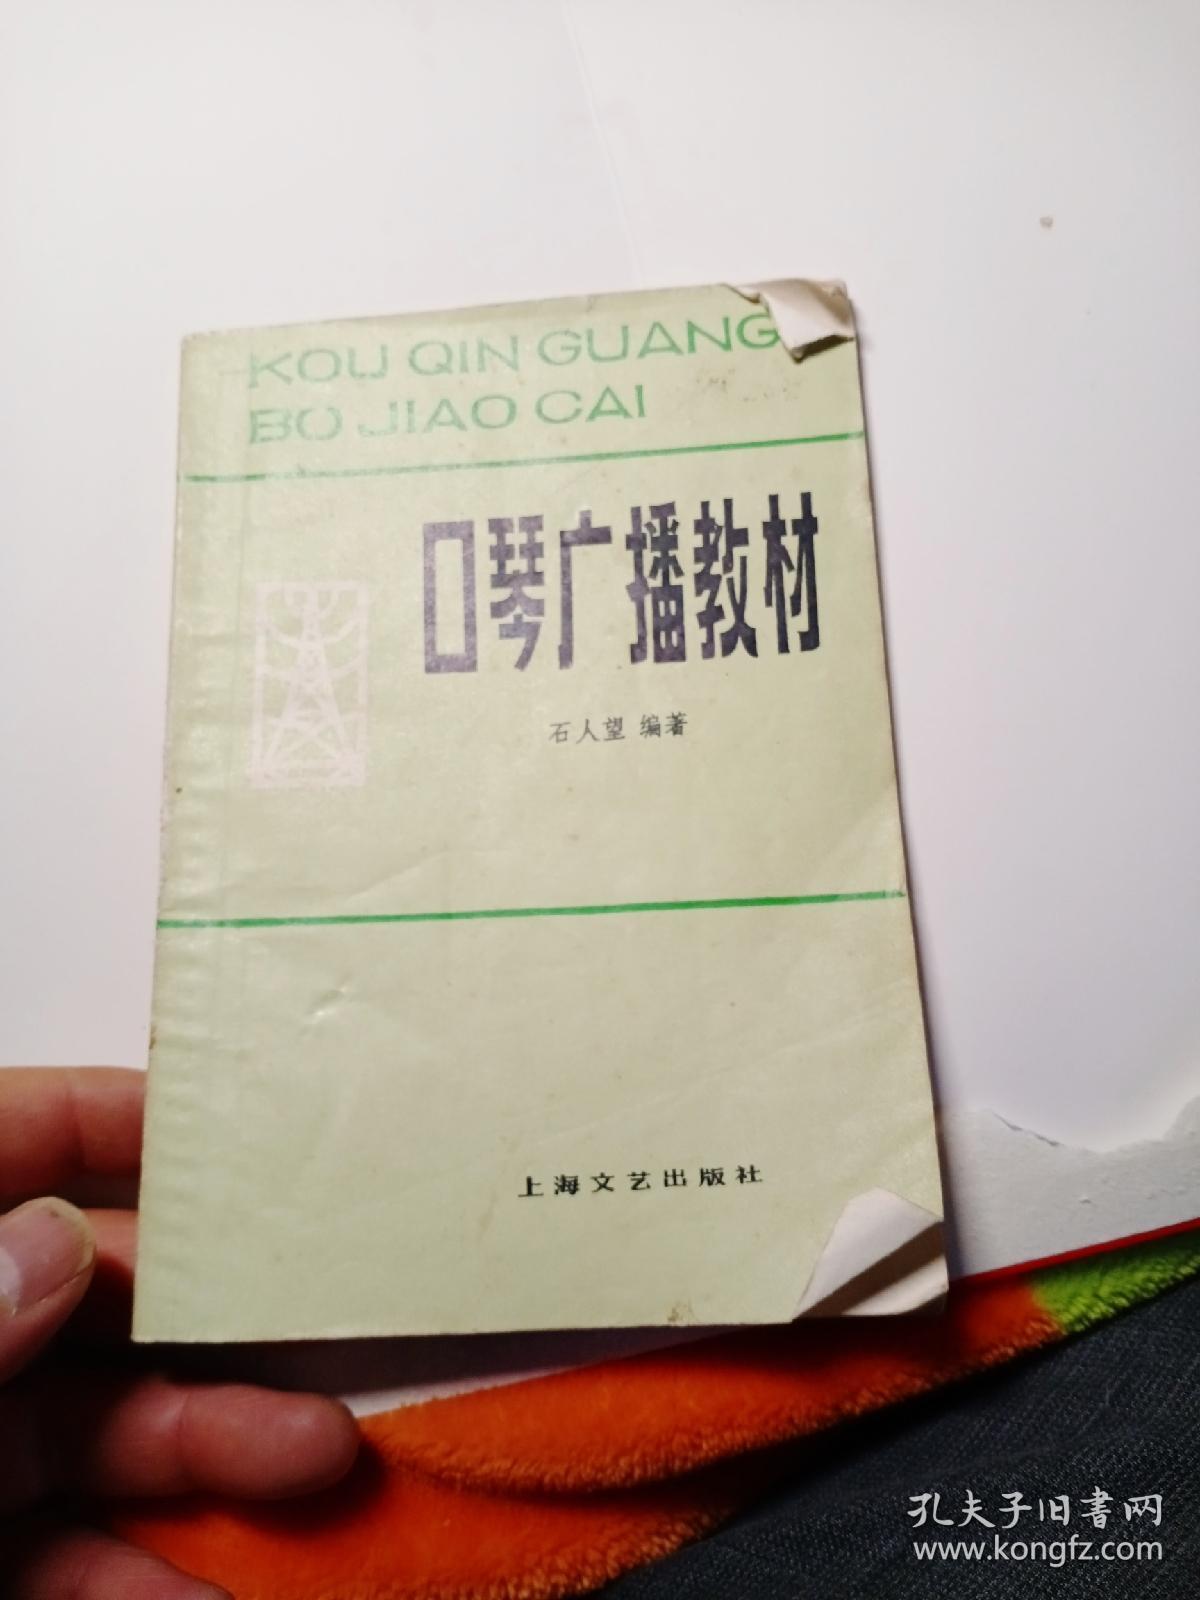 KOU QIN GUANG
BO JIAO CAI
口琴广播教材
石人望 编著
上海文艺出版社
孔夫子旧书网
www.kongfz.com